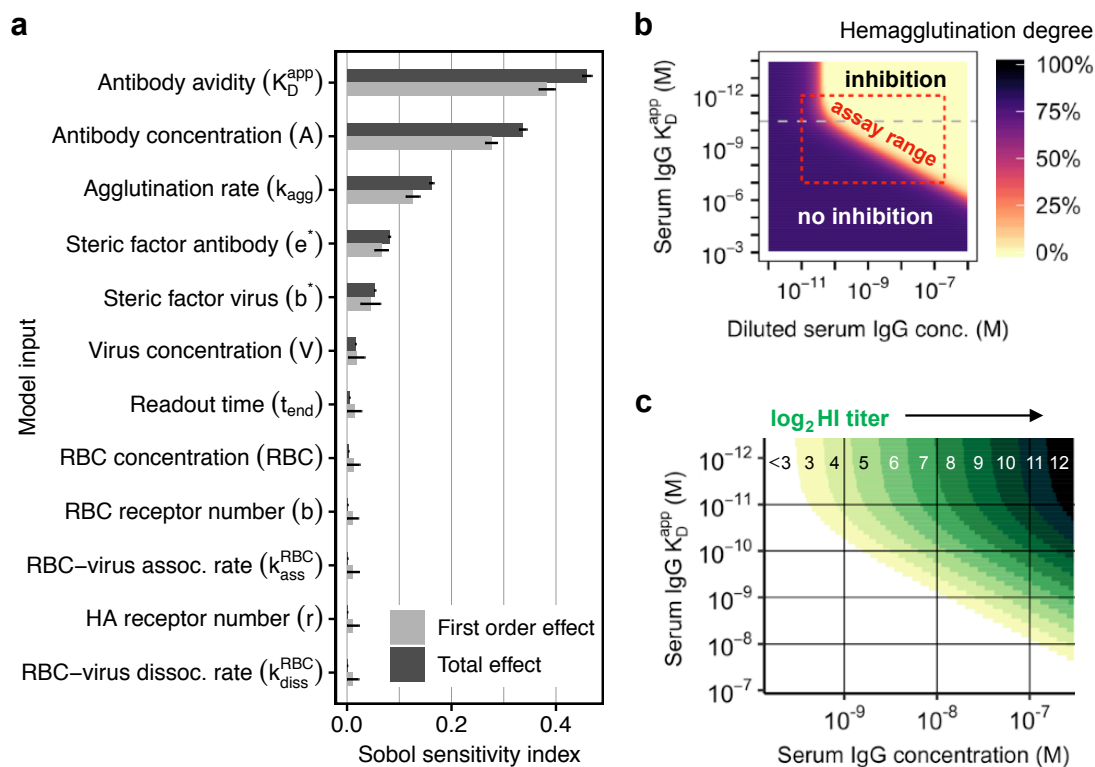 a
Antibody avidity (K_D^app)
Antibody concentration (A)
Agglutination rate (k_agg)
Steric factor antibody (e*)
Steric factor virus (b*)
Virus concentration (V)
Readout time (t_end)
RBC concentration (RBC)
RBC receptor number (b)
RBC−virus assoc. rate (k_ass^RBC)
HA receptor number (r)
RBC−virus dissoc. rate (k_diss^RBC)
Model input
First order effect
Total effect
0.0 0.2 0.4
Sobol sensitivity index
b
Hemagglutination degree
Serum IgG K_D^app (M)
10^−12
10^−9
10^−6
10^−3
inhibition
assay range
no inhibition
10^−11 10^−9 10^−7
Diluted serum IgG conc. (M)
100%
75%
50%
25%
0%
c
log_2 HI titer
<3 3 4 5 6 7 8 9 10 11 12
Serum IgG K_D^app (M)
10^−12
10^−11
10^−10
10^−9
10^−8
10^−7
10^−9 10^−8 10^−7
Serum IgG concentration (M)